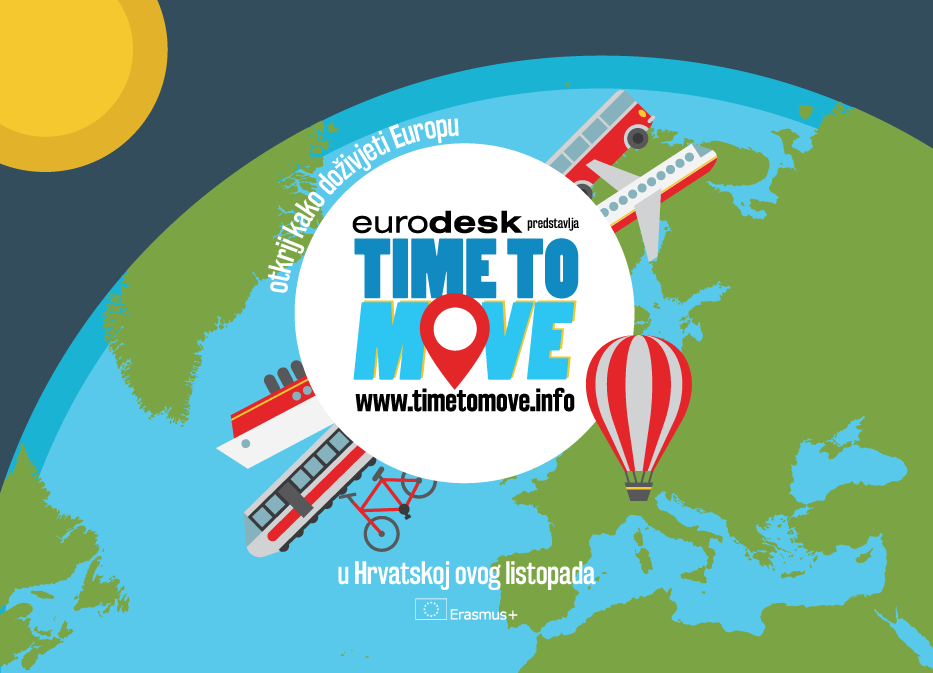 otkrij kako doživjeti Europu
eurodesk predstavlja
TIME TO
MOVE
www.timetomove.info
u Hrvatskoj ovog listopada
Erasmus+